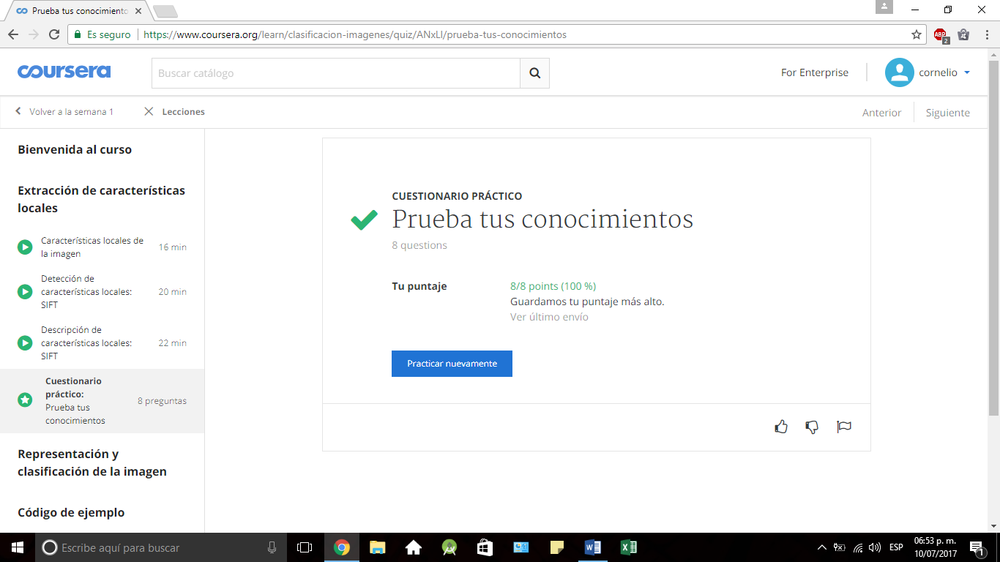 Prueba tus conocimiento
Es seguro
https://www.coursera.org/learn/clasificacion-imagenes/quiz/ANxLl/prueba-tus-conocimientos
ABP
2
coursera
Buscar catálogo
For Enterprise
cornelio
Volver a la semana 1
Lecciones
Anterior
Siguiente
Bienvenida al curso
Extracción de características
locales
Características locales de
la imagen
16 min
Detección de
características locales:
SIFT
20 min
Descripción de
características locales:
SIFT
22 min
Cuestionario
práctico:
Prueba tus
conocimientos
8 preguntas
Representación y
clasificación de la imagen
Código de ejemplo
CUESTIONARIO PRÁCTICO
Prueba tus conocimientos
8 questions
Tu puntaje
8/8 points (100 %)
Guardamos tu puntaje más alto.
Ver último envío
Practicar nuevamente
Escribe aquí para buscar
ESP
06:53 p. m.
10/07/2017
1